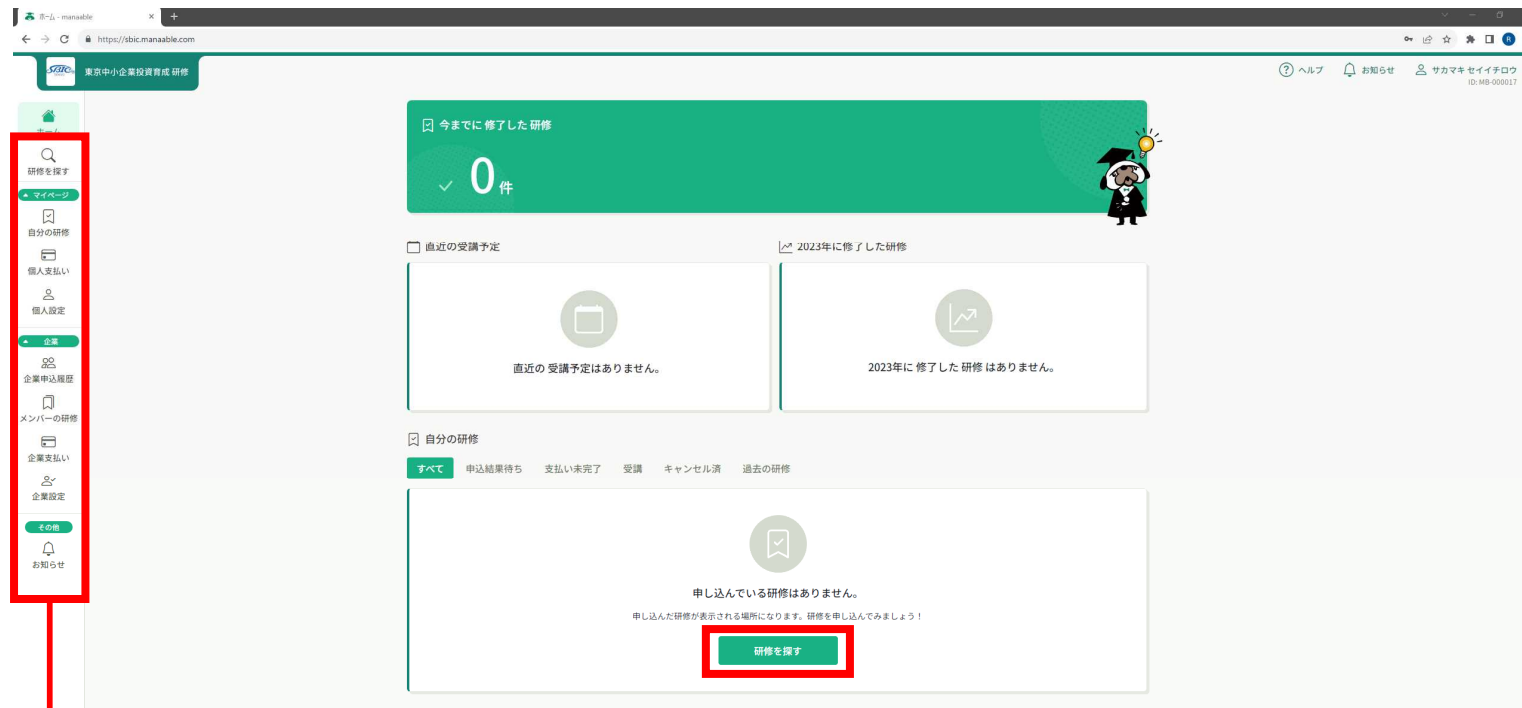 ホーム - manaable
https://sbic.manaable.com
R
SBIC
東京中小企業投資育成 研修
ヘルプ
お知らせ
サカマキ セイイチロウ
ID: MB-000017
ホーム
研修を探す
マイページ
自分の研修
個人支払い
個人設定
企業
企業申込履歴
メンバーの研修
企業支払い
企業設定
その他
お知らせ
今までに 修了した 研修
0 件
直近の受講予定
直近の 受講予定はありません。
2023年に修了した研修
2023年に 修了した 研修 はありません。
自分の研修
すべて 申込結果待ち 支払い未完了 受講 キャンセル済 過去の研修
申し込んでいる研修はありません。
申し込んだ研修が表示される場所になります。研修を申し込んでみましょう！
研修を探す